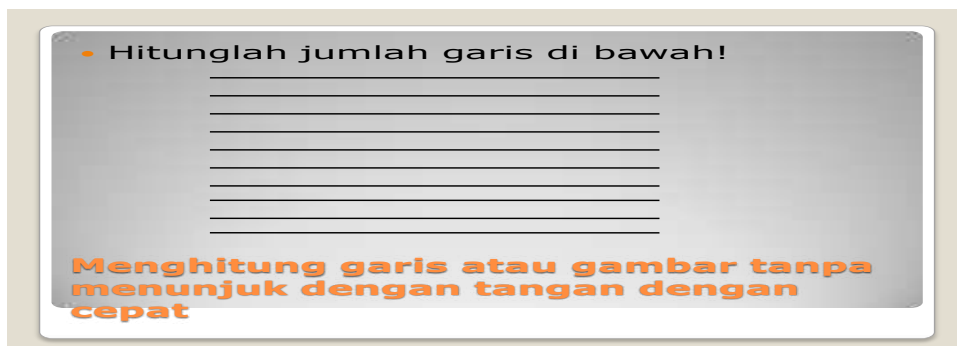 • Hitunglah jumlah garis di bawah!
Menghitung garis atau gambar tanpa
menunjuk dengan tangan dengan
cepat